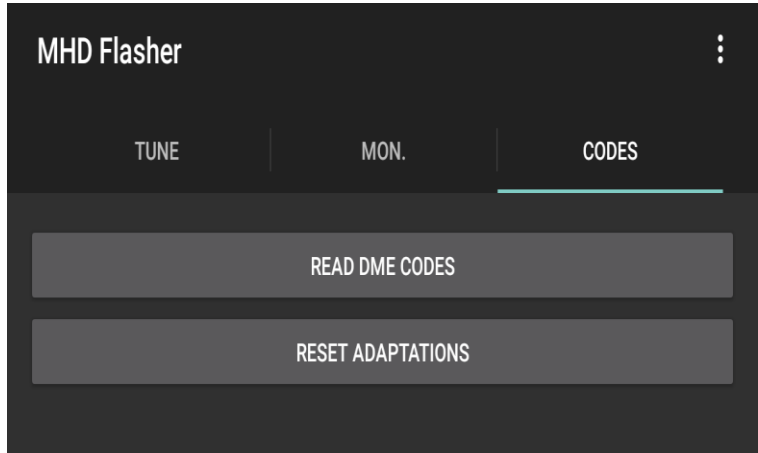 MHD Flasher
TUNE MON. CODES
READ DME CODES
RESET ADAPTATIONS